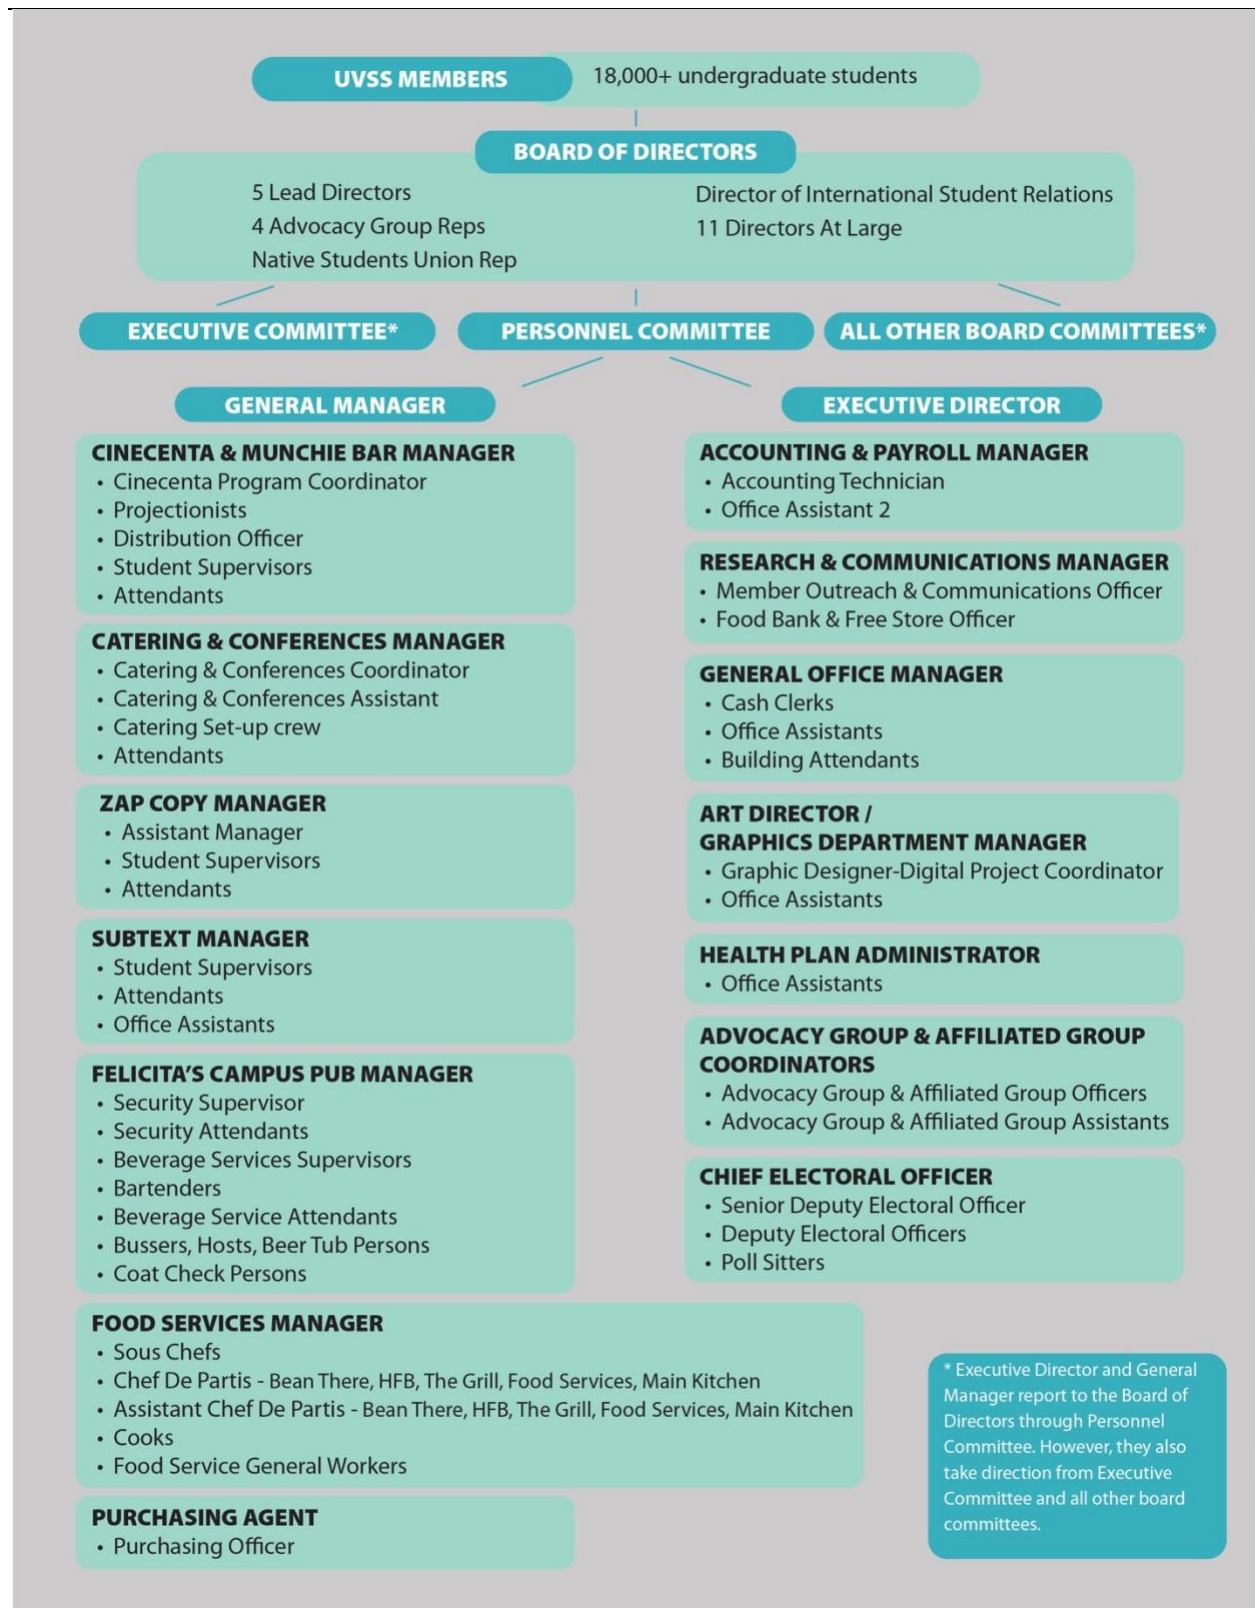 UVSS MEMBERS
18,000+ undergraduate students
BOARD OF DIRECTORS
5 Lead Directors
4 Advocacy Group Reps
Native Students Union Rep
Director of International Student Relations
11 Directors At Large
EXECUTIVE COMMITTEE*
PERSONNEL COMMITTEE
ALL OTHER BOARD COMMITTEES*
GENERAL MANAGER
CINECENTA & MUNCHIE BAR MANAGER
• Cinecenta Program Coordinator
• Projectionists
• Distribution Officer
• Student Supervisors
• Attendants
CATERING & CONFERENCES MANAGER
• Catering & Conferences Coordinator
• Catering & Conferences Assistant
• Catering Set-up crew
• Attendants
ZAP COPY MANAGER
• Assistant Manager
• Student Supervisors
• Attendants
SUBTEXT MANAGER
• Student Supervisors
• Attendants
• Office Assistants
FELICITA’S CAMPUS PUB MANAGER
• Security Supervisor
• Security Attendants
• Beverage Services Supervisors
• Bartenders
• Beverage Service Attendants
• Bussers, Hosts, Beer Tub Persons
• Coat Check Persons
FOOD SERVICES MANAGER
• Sous Chefs
• Chef De Partis - Bean There, HFB, The Grill, Food Services, Main Kitchen
• Assistant Chef De Partis - Bean There, HFB, The Grill, Food Services, Main Kitchen
• Cooks
• Food Service General Workers
PURCHASING AGENT
• Purchasing Officer
EXECUTIVE DIRECTOR
ACCOUNTING & PAYROLL MANAGER
• Accounting Technician
• Office Assistant 2
RESEARCH & COMMUNICATIONS MANAGER
• Member Outreach & Communications Officer
• Food Bank & Free Store Officer
GENERAL OFFICE MANAGER
• Cash Clerks
• Office Assistants
• Building Attendants
ART DIRECTOR /
GRAPHICS DEPARTMENT MANAGER
• Graphic Designer-Digital Project Coordinator
• Office Assistants
HEALTH PLAN ADMINISTRATOR
• Office Assistants
ADVOCACY GROUP & AFFILIATED GROUP
COORDINATORS
• Advocacy Group & Affiliated Group Officers
• Advocacy Group & Affiliated Group Assistants
CHIEF ELECTORAL OFFICER
• Senior Deputy Electoral Officer
• Deputy Electoral Officers
• Poll Sitters
* Executive Director and General
Manager report to the Board of
Directors through Personnel
Committee. However, they also
take direction from Executive
Committee and all other board
committees.